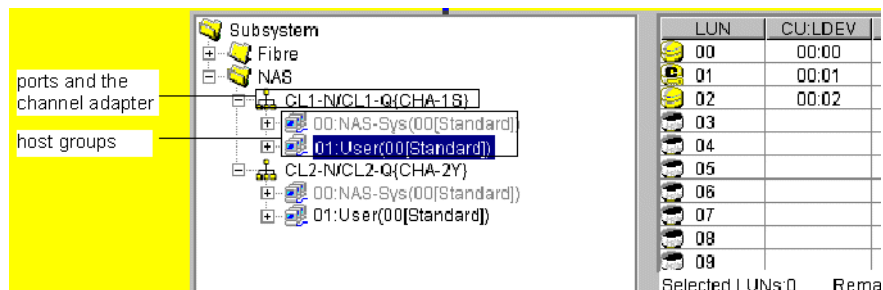 Subsystem
Fibre
NAS
CL1-N/CL1-Q{CHA-1S}
00:NAS-Sys(00[Standard])
01:User(00[Standard])
CL2-N/CL2-Q{CHA-2Y}
00:NAS-Sys(00[Standard])
01:User(00[Standard])
ports and the
channel adapter
host groups
LUN CU:LDEV
00 00:00
01 00:01
02 00:02
03
04
05
06
07
08
09
Selected LUNs:0 Rema